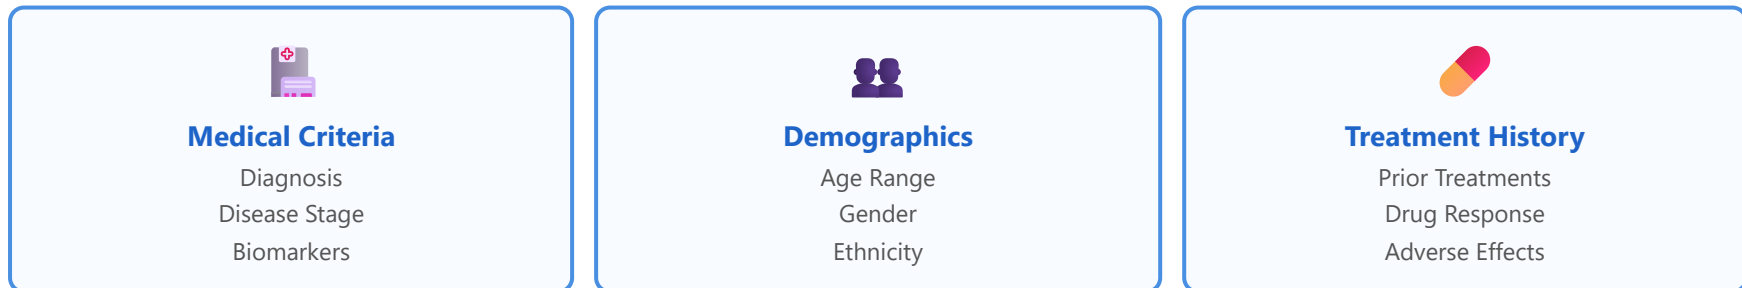 Medical Criteria
Diagnosis
Disease Stage
Biomarkers
Demographics
Age Range
Gender
Ethnicity
Treatment History
Prior Treatments
Drug Response
Adverse Effects